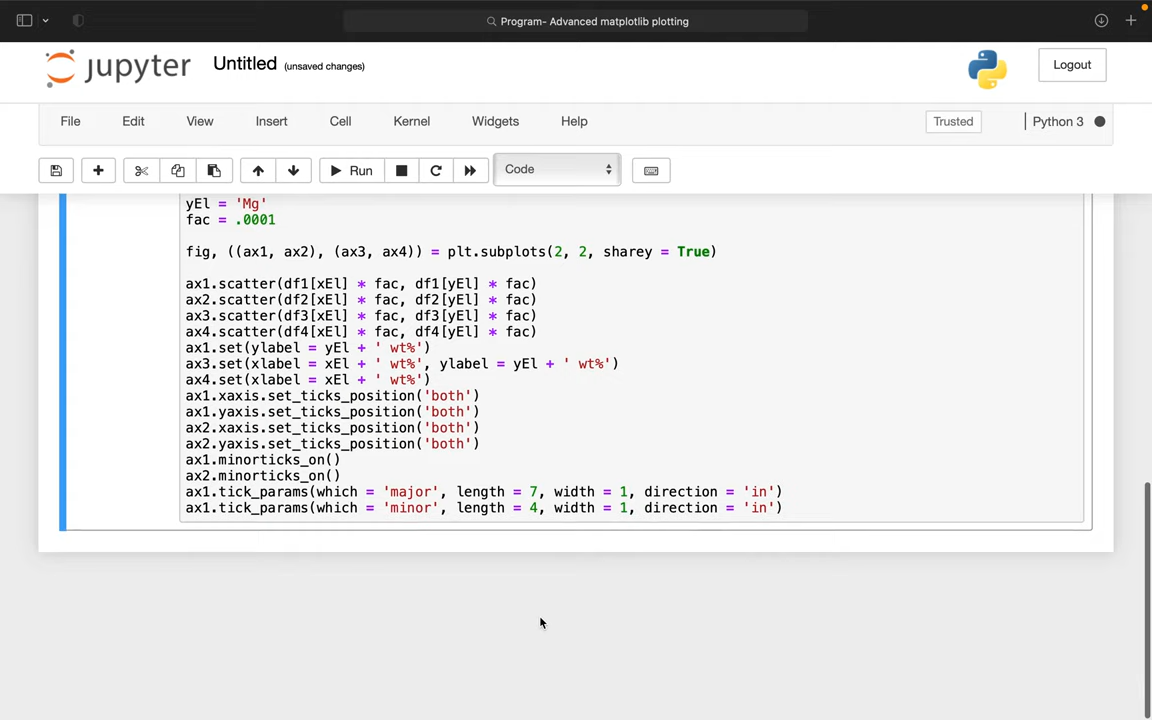 Program- Advanced matplotlib plotting
jupyter Untitled (unsaved changes) Logout
File Edit View Insert Cell Kernel Widgets Help Trusted Python 3
Run Code
yEl = 'Mg'
fac = .0001
fig, ((ax1, ax2), (ax3, ax4)) = plt.subplots(2, 2, sharey = True)
ax1.scatter(df1[xEl] * fac, df1[yEl] * fac)
ax2.scatter(df2[xEl] * fac, df2[yEl] * fac)
ax3.scatter(df3[xEl] * fac, df3[yEl] * fac)
ax4.scatter(df4[xEl] * fac, df4[yEl] * fac)
ax1.set(ylabel = yEl + ' wt%')
ax3.set(xlabel = xEl + ' wt%', ylabel = yEl + ' wt%')
ax4.set(xlabel = xEl + ' wt%')
ax1.xaxis.set_ticks_position('both')
ax1.yaxis.set_ticks_position('both')
ax2.xaxis.set_ticks_position('both')
ax2.yaxis.set_ticks_position('both')
ax1.minorticks_on()
ax2.minorticks_on()
ax1.tick_params(which = 'major', length = 7, width = 1, direction = 'in')
ax1.tick_params(which = 'minor', length = 4, width = 1, direction = 'in')